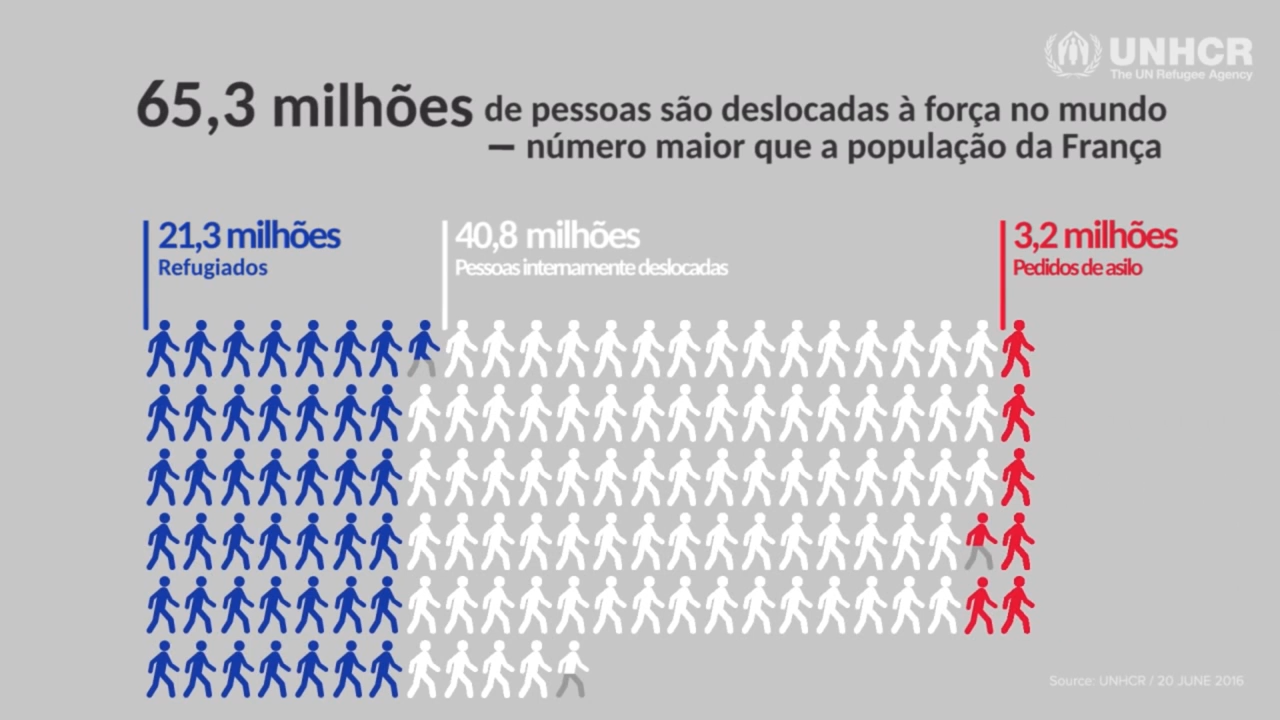 UNHCR
The UN Refugee Agency
65,3 milhões de pessoas são deslocadas à força no mundo
— número maior que a população da França
21,3 milhões
Refugiados
40,8 milhões
Pessoas internamente deslocadas
3,2 milhões
Pedidos de asilo
Source: UNHCR / 20 JUNE 2016